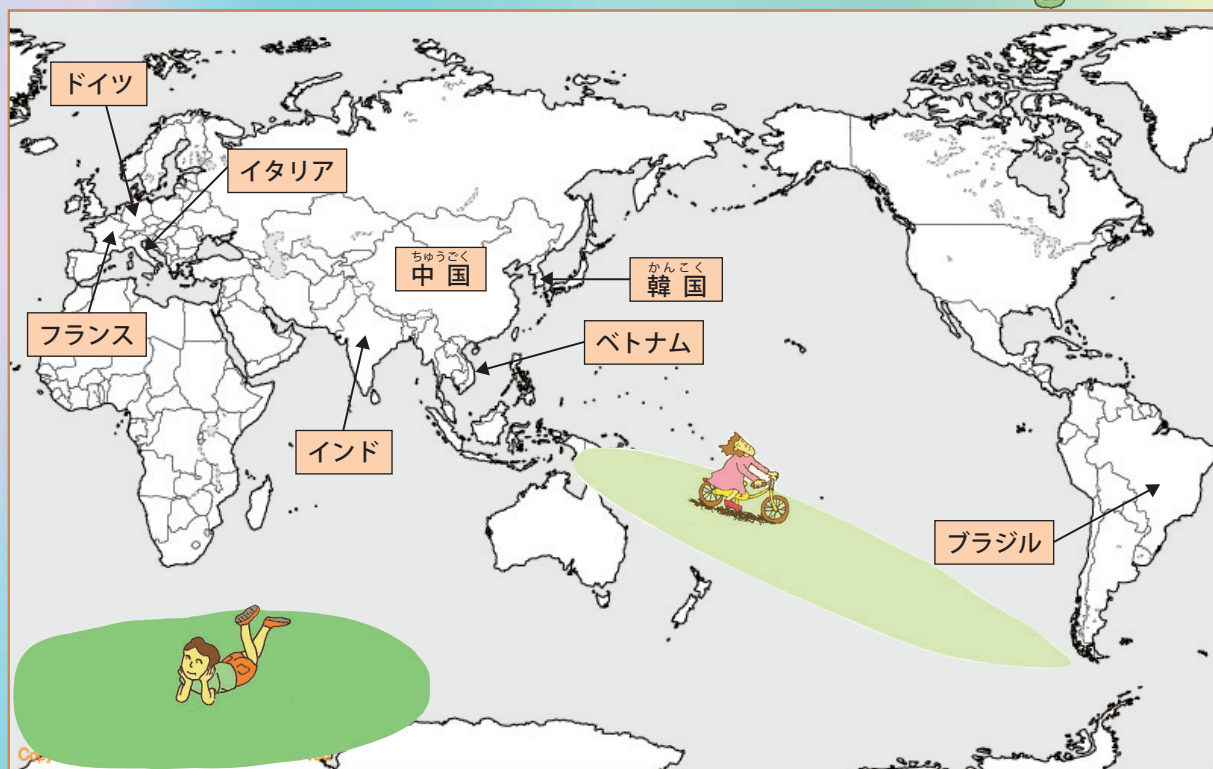 ドイツ
イタリア
ちゅうごく
中国
かんこく
韓国
フランス
ベトナム
インド
ブラジル